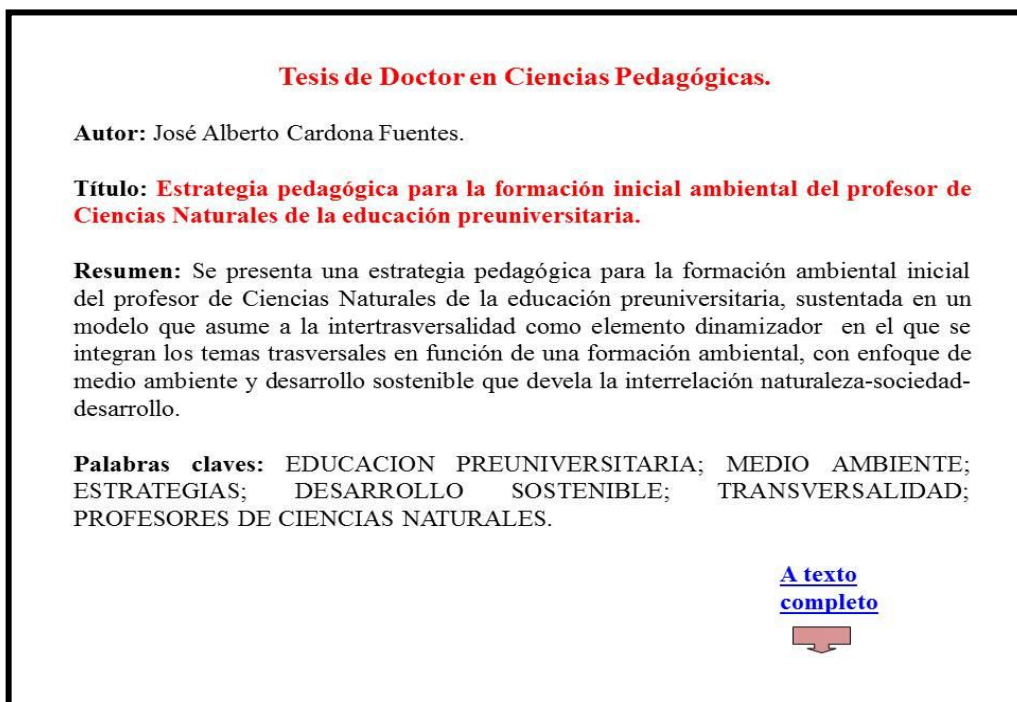 Tesis de Doctor en Ciencias Pedagógicas.
Autor: José Alberto Cardona Fuentes.
Título: Estrategia pedagógica para la formación inicial ambiental del profesor de
Ciencias Naturales de la educación preuniversitaria.
Resumen: Se presenta una estrategia pedagógica para la formación ambiental inicial
del profesor de Ciencias Naturales de la educación preuniversitaria, sustentada en un
modelo que asume a la intertrasversalidad como elemento dinamizador en el que se
integran los temas trasversales en función de una formación ambiental, con enfoque de
medio ambiente y desarrollo sostenible que devela la interrelación naturaleza-sociedad-
desarrollo.
Palabras claves: EDUCACION PREUNIVERSITARIA; MEDIO AMBIENTE;
ESTRATEGIAS; DESARROLLO SOSTENIBLE; TRANSVERSALIDAD;
PROFESORES DE CIENCIAS NATURALES.
A texto
completo